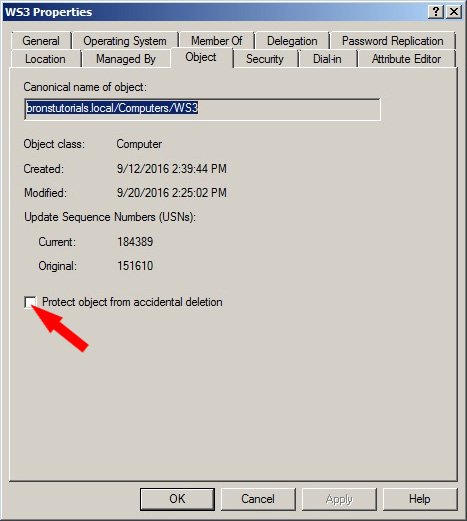 WS3 Properties
General Operating System Member Of Delegation Password Replication
Location Managed By Object Security Dial-in Attribute Editor
Canonical name of object:
bronstutorials.local/Computers/WS3
Object class: Computer
Created: 9/12/2016 2:39:44 PM
Modified: 9/20/2016 2:25:02 PM
Update Sequence Numbers (USNs):
Current: 184389
Original: 151610
Protect object from accidental deletion
OK Cancel Apply Help